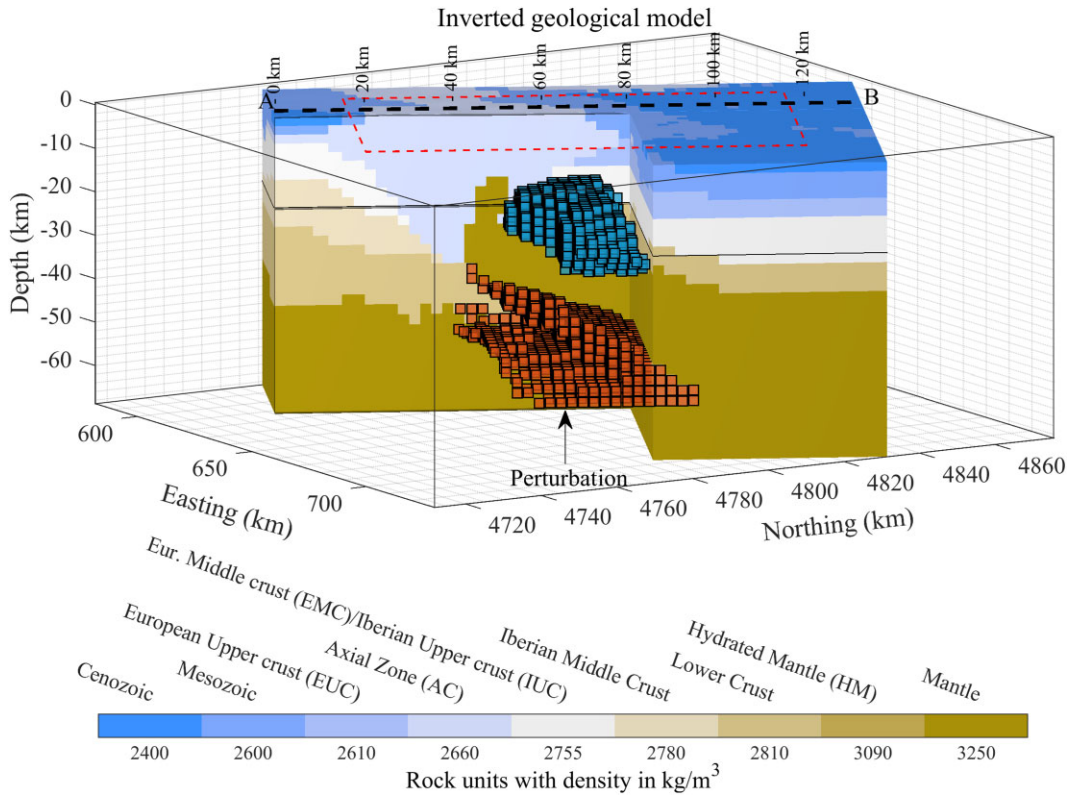 Inverted geological model
0 km
20 km
40 km
60 km
80 km
100 km
120 km
A
B
0
-10
-20
-30
-40
-50
-60
Depth (km)
600
650
700
Easting (km)
Perturbation
4720
4740
4760
4780
4800
4820
4840
4860
Northing (km)
Cenozoic
Mesozoic
European Upper crust (EUC)
Axial Zone (AC)
Eur. Middle crust (EMC)/Iberian Upper crust (IUC)
Iberian Middle Crust
Lower Crust
Hydrated Mantle (HM)
Mantle
2400 2600 2610 2660 2755 2780 2810 3090 3250
Rock units with density in kg/m³